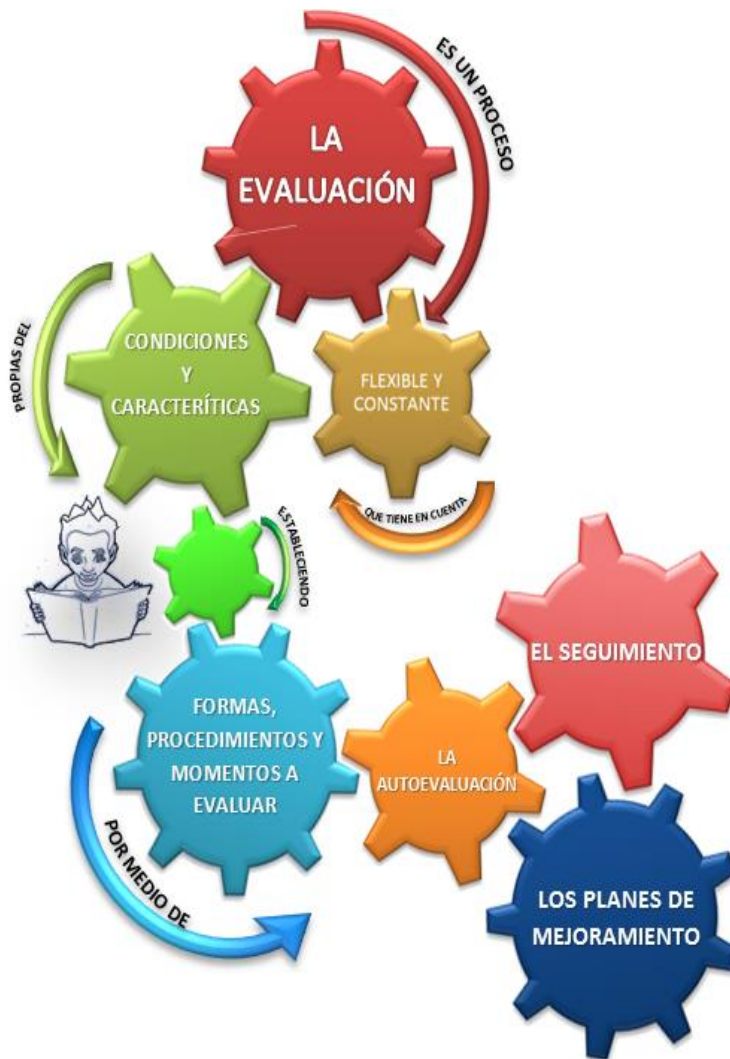 LA
EVALUACIÓN
ES UN PROCESO
FLEXIBLE Y
CONSTANTE
QUE TIENE EN CUENTA
CONDICIONES
Y
CARACTERÍTICAS
PROPIAS DEL
ESTABLECIENDO
FORMAS,
PROCEDIMIENTOS Y
MOMENTOS A
EVALUAR
POR MEDIO DE
LA
AUTOEVALUACIÓN
EL SEGUIMIENTO
LOS PLANES DE
MEJORAMIENTO